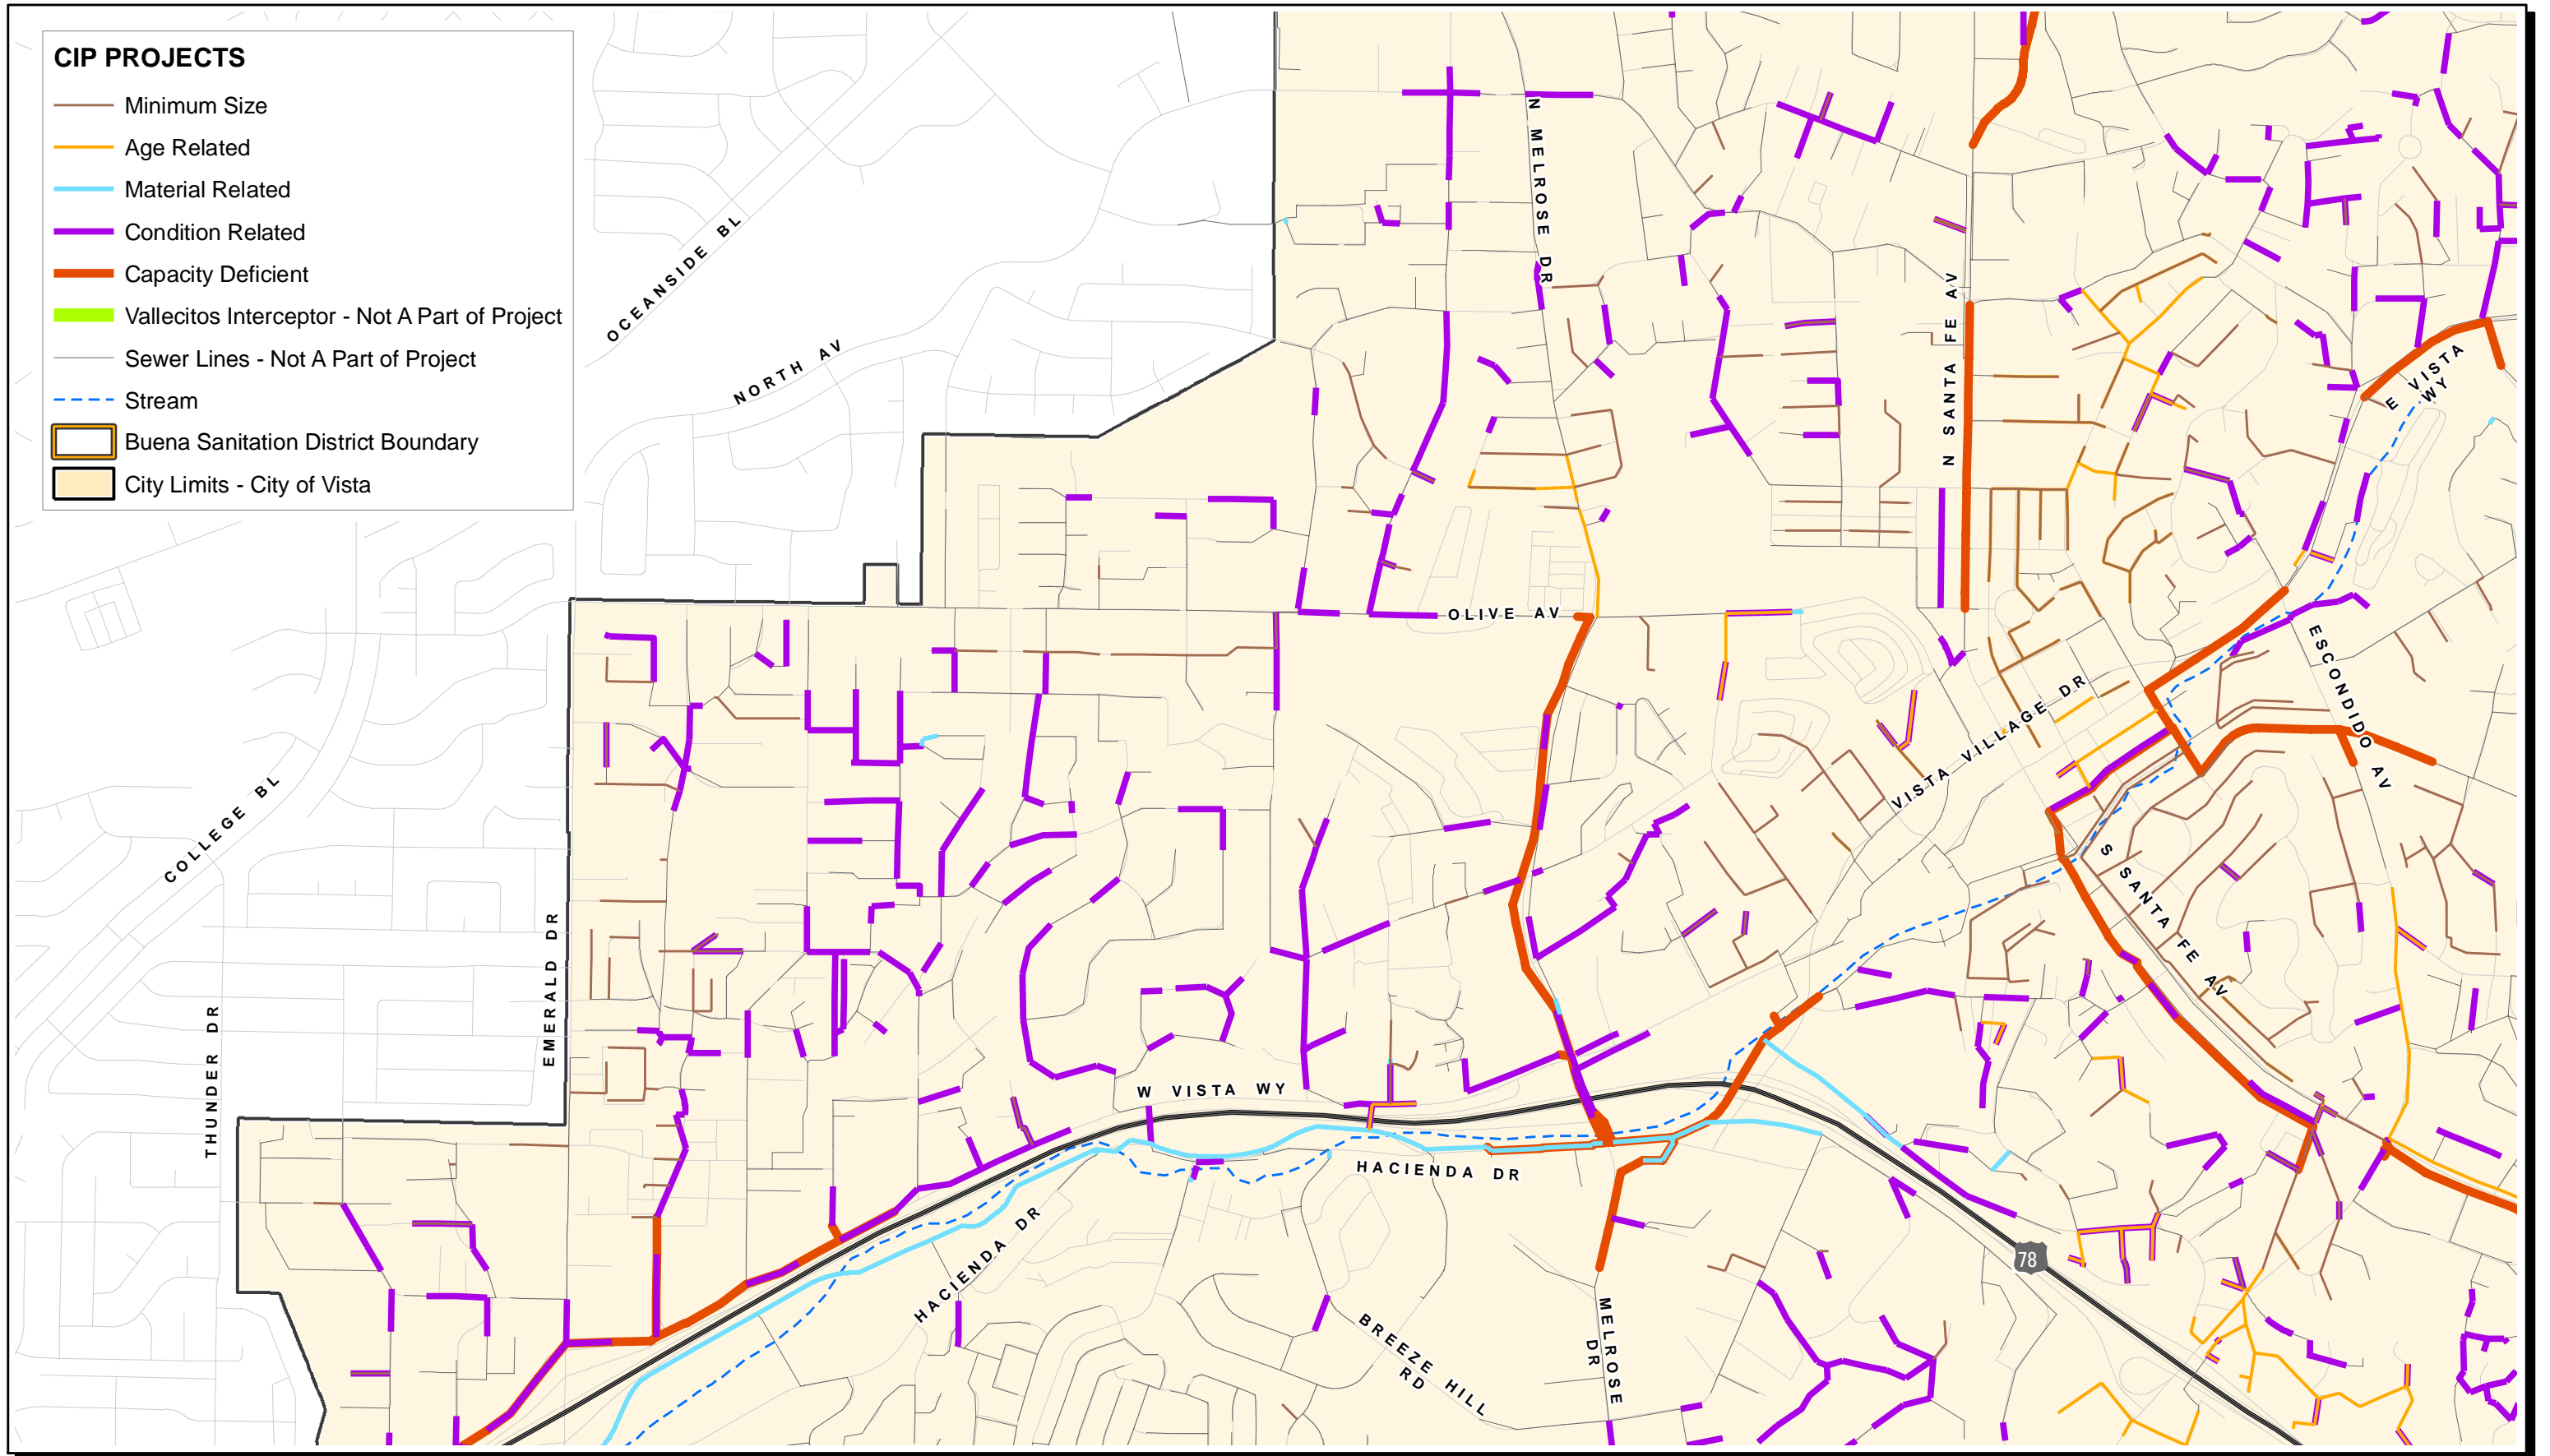 CIP PROJECTS
Minimum Size
Age Related
Material Related
Condition Related
Capacity Deficient
Vallecitos Interceptor - Not A Part of Project
Sewer Lines - Not A Part of Project
Stream
Buena Sanitation District Boundary
City Limits - City of Vista
OCEANSIDE BL
NORTH AV
N MELROSE DR
N SANTA FE AV
E VISTA WY
OLIVE AV
ESCONDIDO AV
VISTA VILLAGE DR
COLLEGE BL
S SANTA FE AV
EMERALD DR
THUNDER DR
W VISTA WY
HACIENDA DR
HACIENDA DR
78
BREEZE HILL RD
MELROSE DR